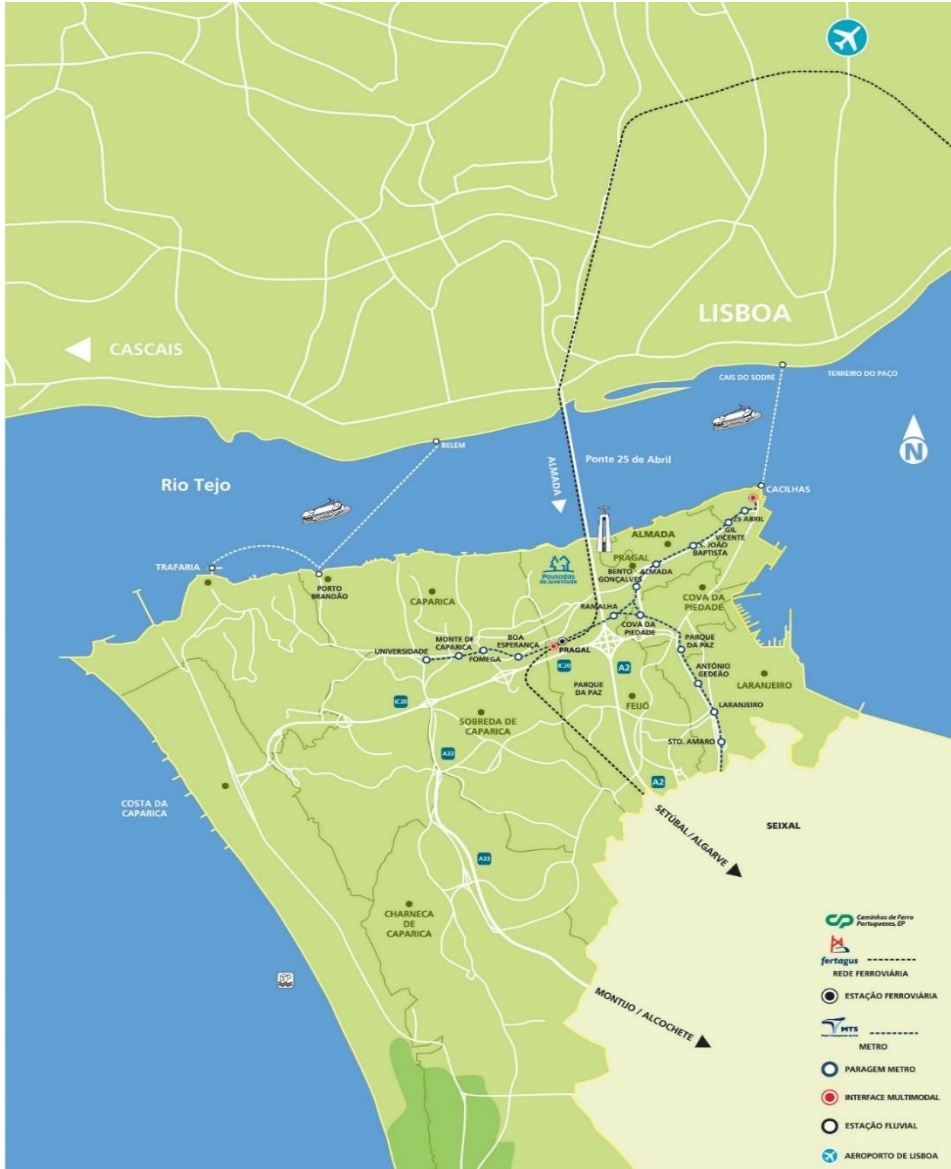 LISBOA
CASCAIS
CAIS DO SODRÉ
TERREIRO DO PAÇO
BELÉM
Ponte 25 de Abril
ALMADA
Rio Tejo
N
CACILHAS
25 ABRIL
GIL
VICENTE
ALMADA
S. JOÃO
BAPTISTA
PRAGAL
BENTO
GONÇALVES
ALMADA
Pousadas
de Juventude
TRAFARIA
PORTO
BRANDÃO
CAPARICA
COVA DA
PIEDADE
RAMALHA
COVA DA
PIEDADE
BOA
ESPERANÇA
MONTE DE
CAPARICA
UNIVERSIDADE
FOMEGA
PRAGAL
IC20
A2
PARQUE
DA PAZ
PARQUE
DA PAZ
ANTÓNIO
GEDEÃO
LARANJEIRO
LARANJEIRO
FEIJÓ
IC20
SOBREDA DE
CAPARICA
STO. AMARO
A33
A2
COSTA DA
CAPARICA
SETÚBAL/ALGARVE
SEIXAL
A33
CHARNECA
DE
CAPARICA
MONTIJO / ALCOCHETE
CP Caminhos de Ferro
Portugueses, EP
fertagus
REDE FERROVIÁRIA
ESTAÇÃO FERROVIÁRIA
MTS
METRO
PARAGEM METRO
INTERFACE MULTIMODAL
ESTAÇÃO FLUVIAL
AEROPORTO DE LISBOA